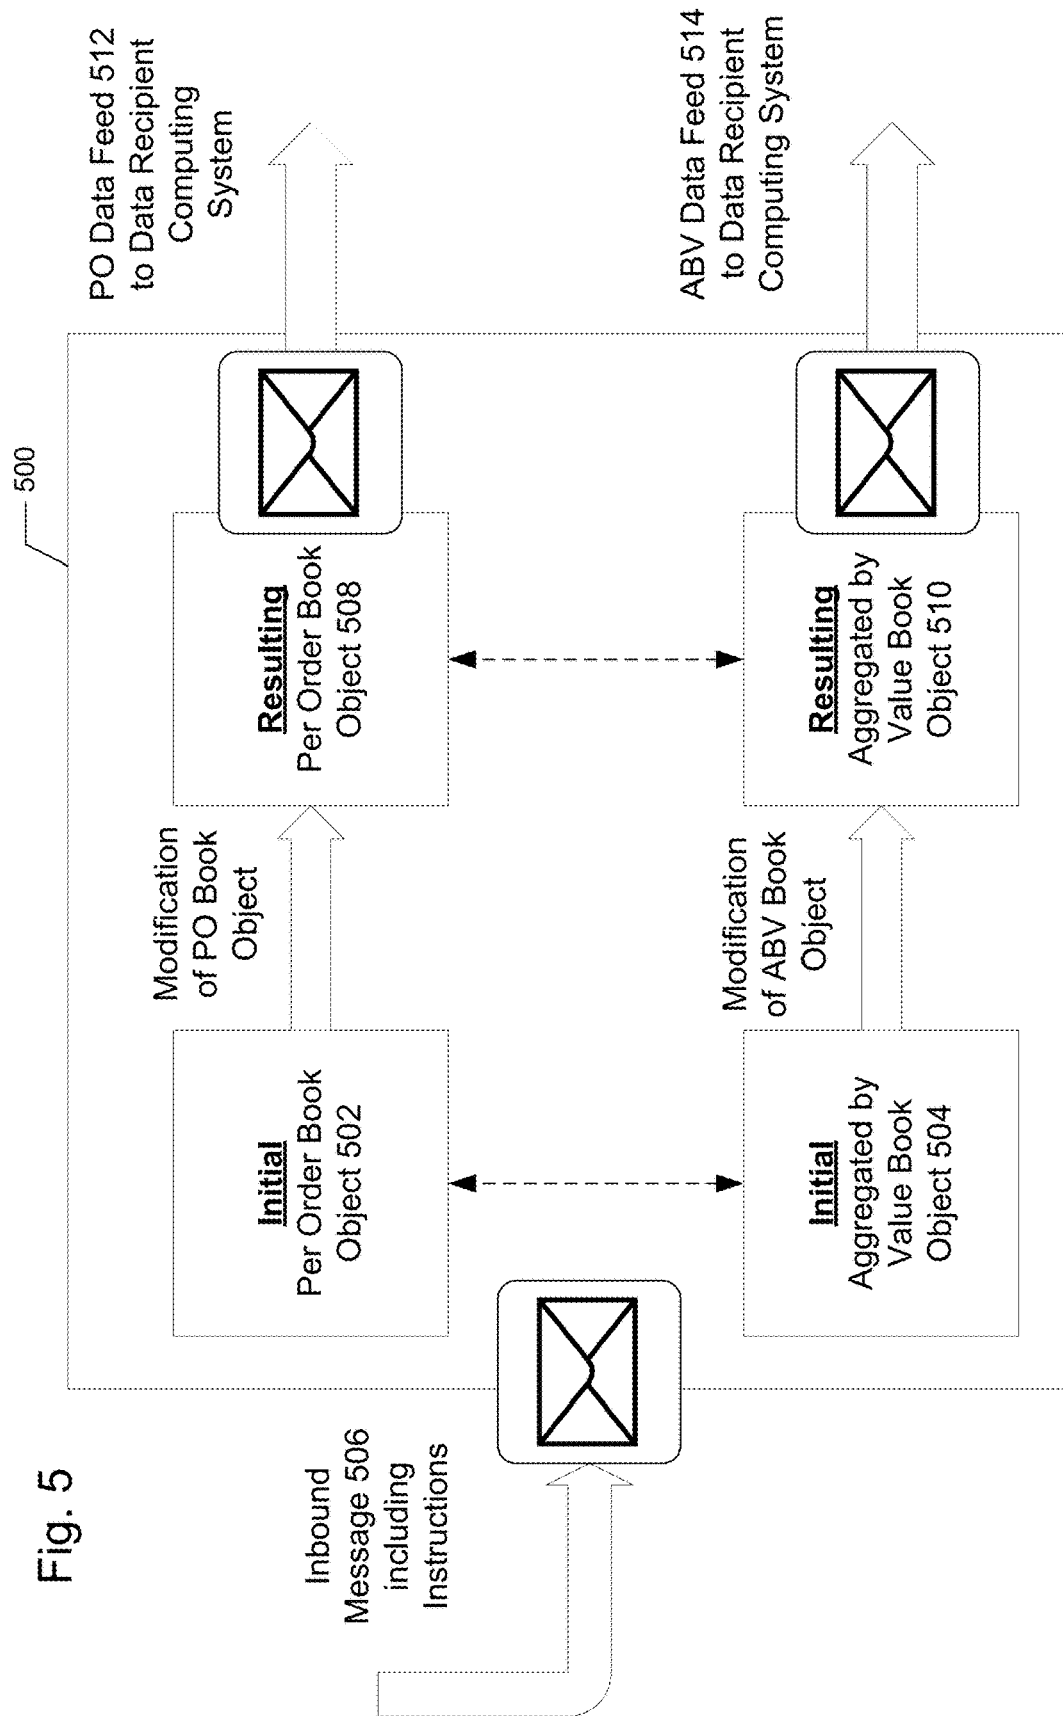 Fig. 5
500
Inbound
Message 506
including
Instructions
Initial
Per Order Book
Object 502
Modification
of PO Book
Object
Resulting
Per Order Book
Object 508
PO Data Feed 512
to Data Recipient
Computing
System
Initial
Aggregated by
Value Book
Object 504
Modification
of ABV Book
Object
Resulting
Aggregated by
Value Book
Object 510
ABV Data Feed 514
to Data Recipient
Computing System